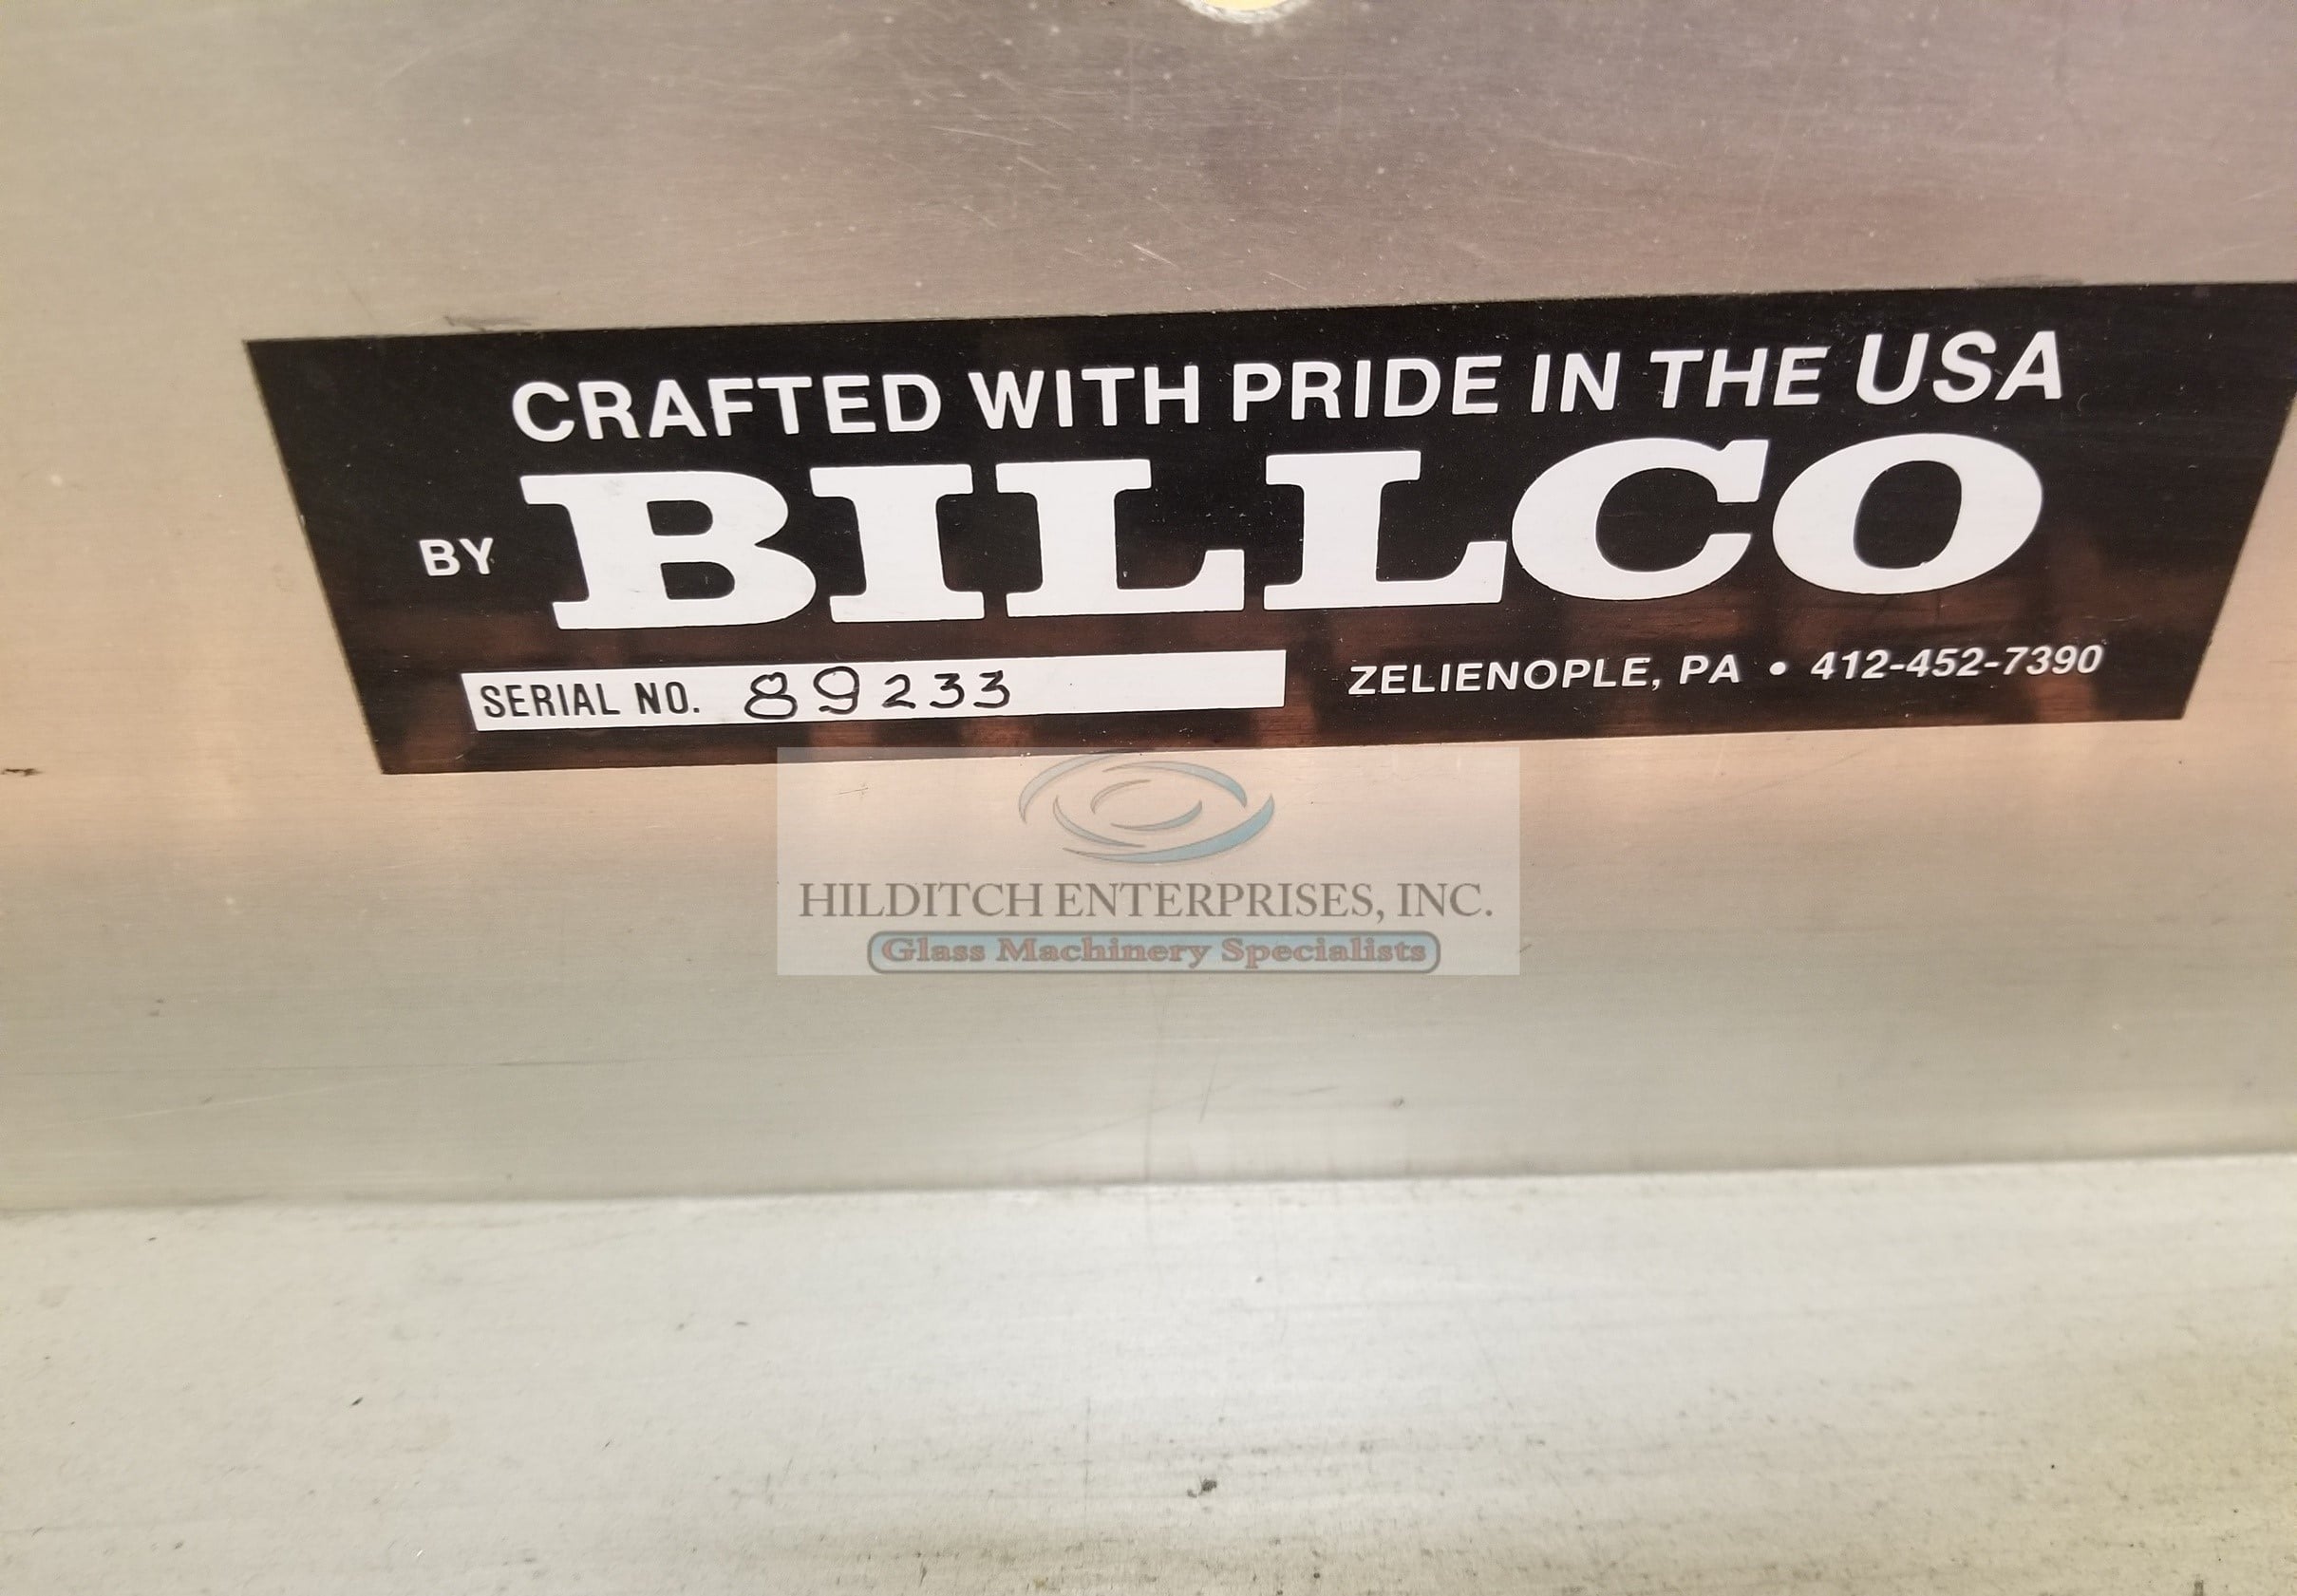 CRAFTED WITH PRIDE IN THE USA
BY BILLCO
SERIAL NO. 89233
ZELIENOPLE, PA • 412-452-7390
HILDITCH ENTERPRISES, INC.
Glass Machinery Specialists